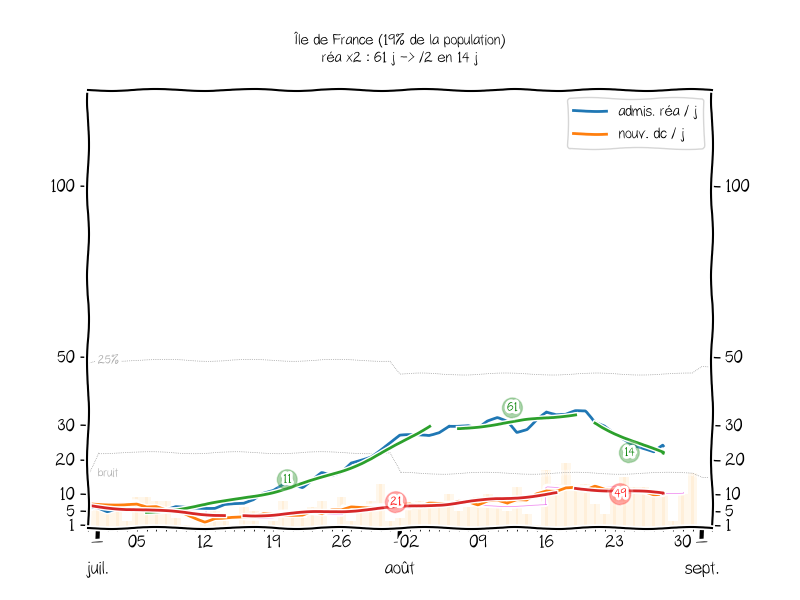 Île de France (19% de la population)
réa x2 : 61 j -> /2 en 14 j
admis. réa / j
nouv. dc / j
100 100
50 50
25%
30 30
61
20 20
14
bruit
11
10 10
49
21
5 5
1 1
05 12 19 26 02 09 16 23 30
juil. août sept.